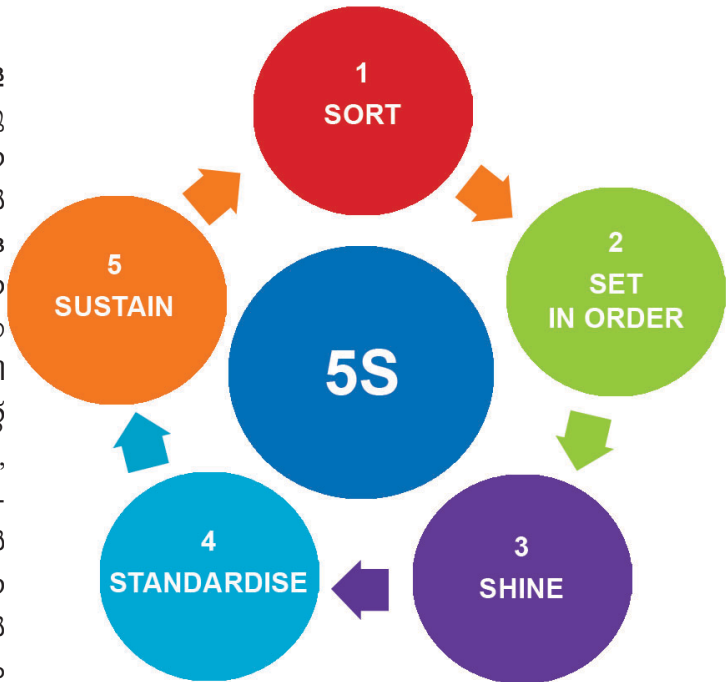 1
SORT
2
SET
IN ORDER
3
SHINE
4
STANDARDISE
5
SUSTAIN
5S